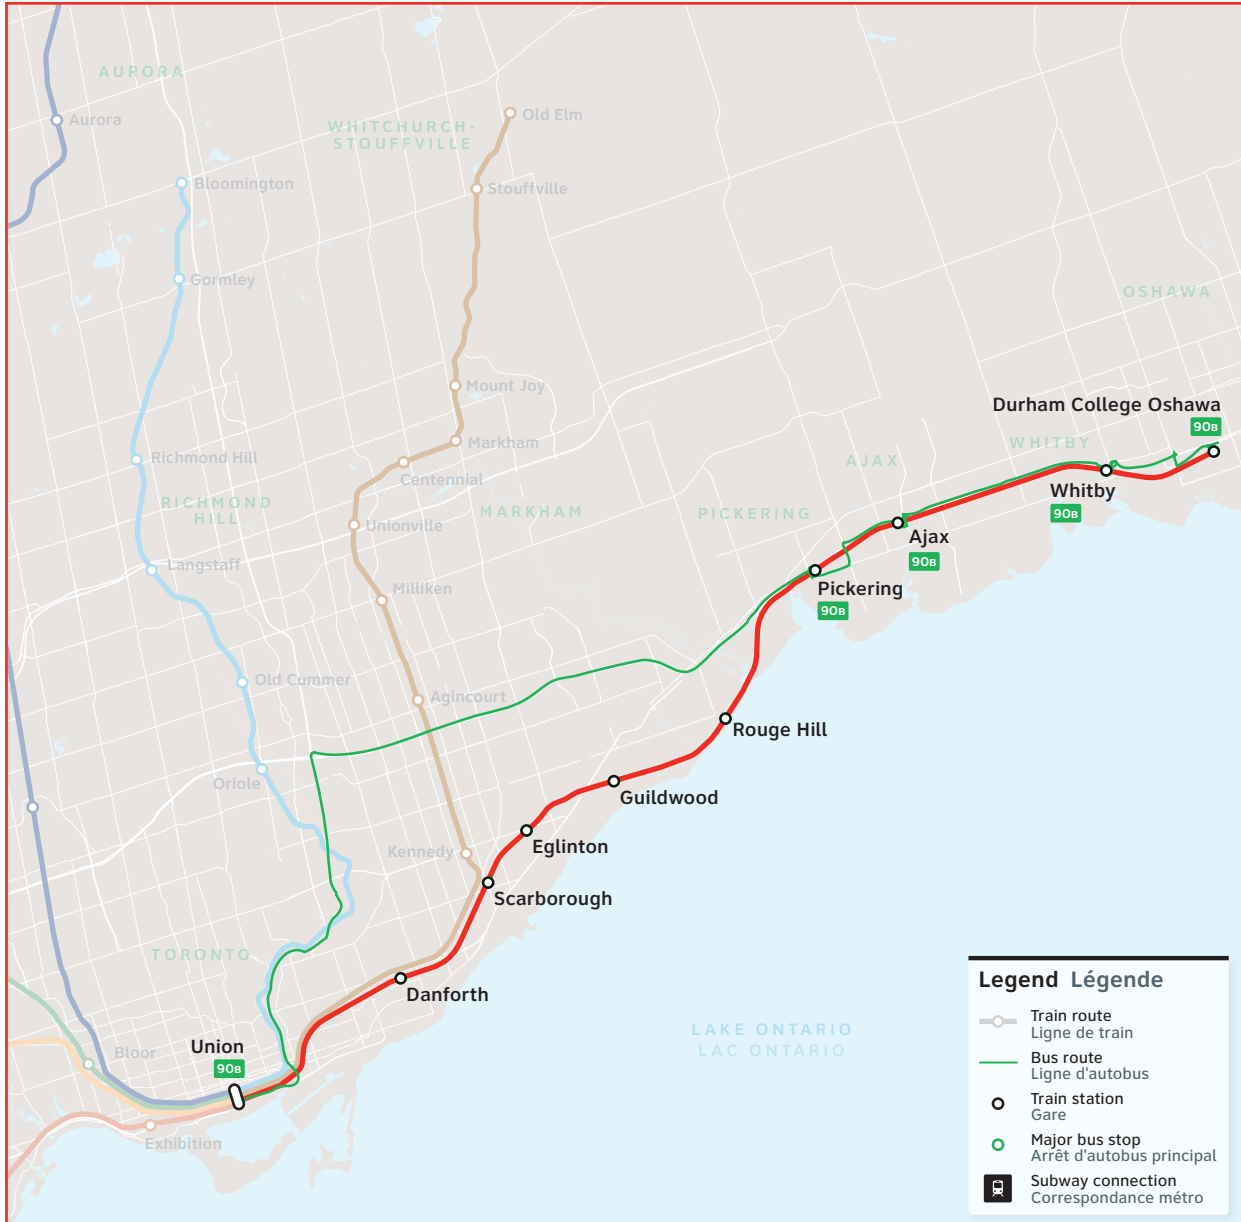 AURORA
Aurora
WHITCHURCH-
STOUFFVILLE
Old Elm
Bloomington
Stouffville
Gormley
OSHAWA
Mount Joy
Durham College Oshawa
90B
Markham
WHITBY
Richmond Hill
AJAX
Centennial
Whitby
90B
RICHMOND
HILL
MARKHAM
PICKERING
Unionville
Ajax
90B
Langstaff
Milliken
Pickering
90B
Old Cummer
Agincourt
Rouge Hill
Oriole
Guildwood
Kennedy
Eglinton
Scarborough
TORONTO
Danforth
LAKE ONTARIO
LAC ONTARIO
Bloor
Union
90B
Exhibition
Legend Légende
Train route
Ligne de train
Bus route
Ligne d'autobus
Train station
Gare
Major bus stop
Arrêt d'autobus principal
Subway connection
Correspondance métro